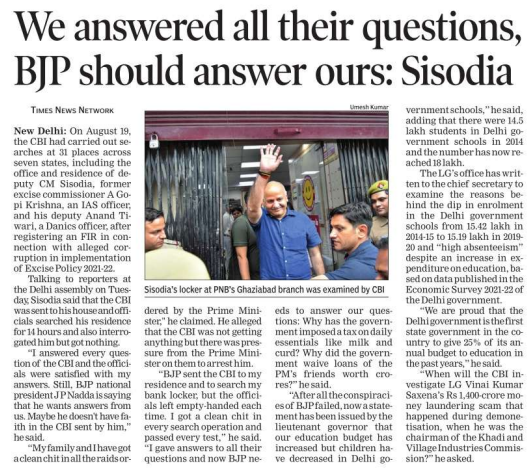 We answered all their questions,
BJP should answer ours: Sisodia
TIMES NEWS NETWORK
New Delhi: On August 19,
the CBI had carried out se-
arches at 31 places across
seven states, including the
office and residence of de-
puty CM Sisodia, former
excise commissioner A Go-
pi Krishna, an IAS officer,
and his deputy Anand Ti-
wari, a Danics officer, after
registering an FIR in con-
nection with alleged cor-
ruption in implementation
of Excise Policy 2021-22.
Talking to reporters at
the Delhi assembly on Tues-
day, Sisodia said that the CBI
was sent to his house and offi-
cials searched his residence
for 14 hours and also interro-
gated him but got nothing.
"I answered every ques-
tion of the CBI and the officia-
ls were satisfied with my
answers. Still, BJP national
president J P Nadda is saying
that he wants answers from
us. Maybe he doesn't have fa-
ith in the CBI sent by him,"
he said.
"My family and I have got
a clean chit in all the raids or-
Umesh Kumar
Sisodia's locker at PNB's Ghaziabad branch was examined by CBI
dered by the Prime Minis-
ter," he claimed. He alleged
that the CBI was not getting
anything but there was pres-
sure from the Prime Minis-
ter on them to arrest him.
"BJP sent the CBI to my
residence and to search my
bank locker, but the offici-
als left empty-handed each
time. I got a clean chit in
every search operation and
passed every test," he said.
"I gave answers to all their
questions and now BJP ne-
eds to answer our ques-
tions: Why has the govern-
ment imposed a tax on daily
essentials like milk and
curd? Why did the govern-
ment waive loans of the
PM's friends worth cro-
res?" he said.
"After all the conspiraci-
es of BJP failed, now a state-
ment has been issued by the
lieutenant governor that
our education budget has
increased but children ha-
ve decreased in Delhi go-
vernment schools," he said,
adding that there were 14.5
lakh students in Delhi go-
vernment schools in 2014
and the number has now re-
ached 18 lakh.
The LG's office has writ-
ten to the chief secretary to
examine the reasons be-
hind the dip in enrolment
in the Delhi government
schools from 15.42 lakh in
2014-15 to 15.19 lakh in 2019-
20 and "high absenteeism"
despite an increase in ex-
penditure on education, ba-
sed on data published in the
Economic Survey 2021-22 of
the Delhi government.
"We are proud that the
Delhi government is the first
state government in the co-
untry to give 25% of its an-
nual budget to education in
the past years," he said.
"When will the CBI in-
vestigate LG Vinai Kumar
Saxena's Rs 1,400-crore mo-
ney laundering scam that
happened during demone-
tisation, when he was the
chairman of the Khadi and
Village Industries Commis-
sion?" he asked.